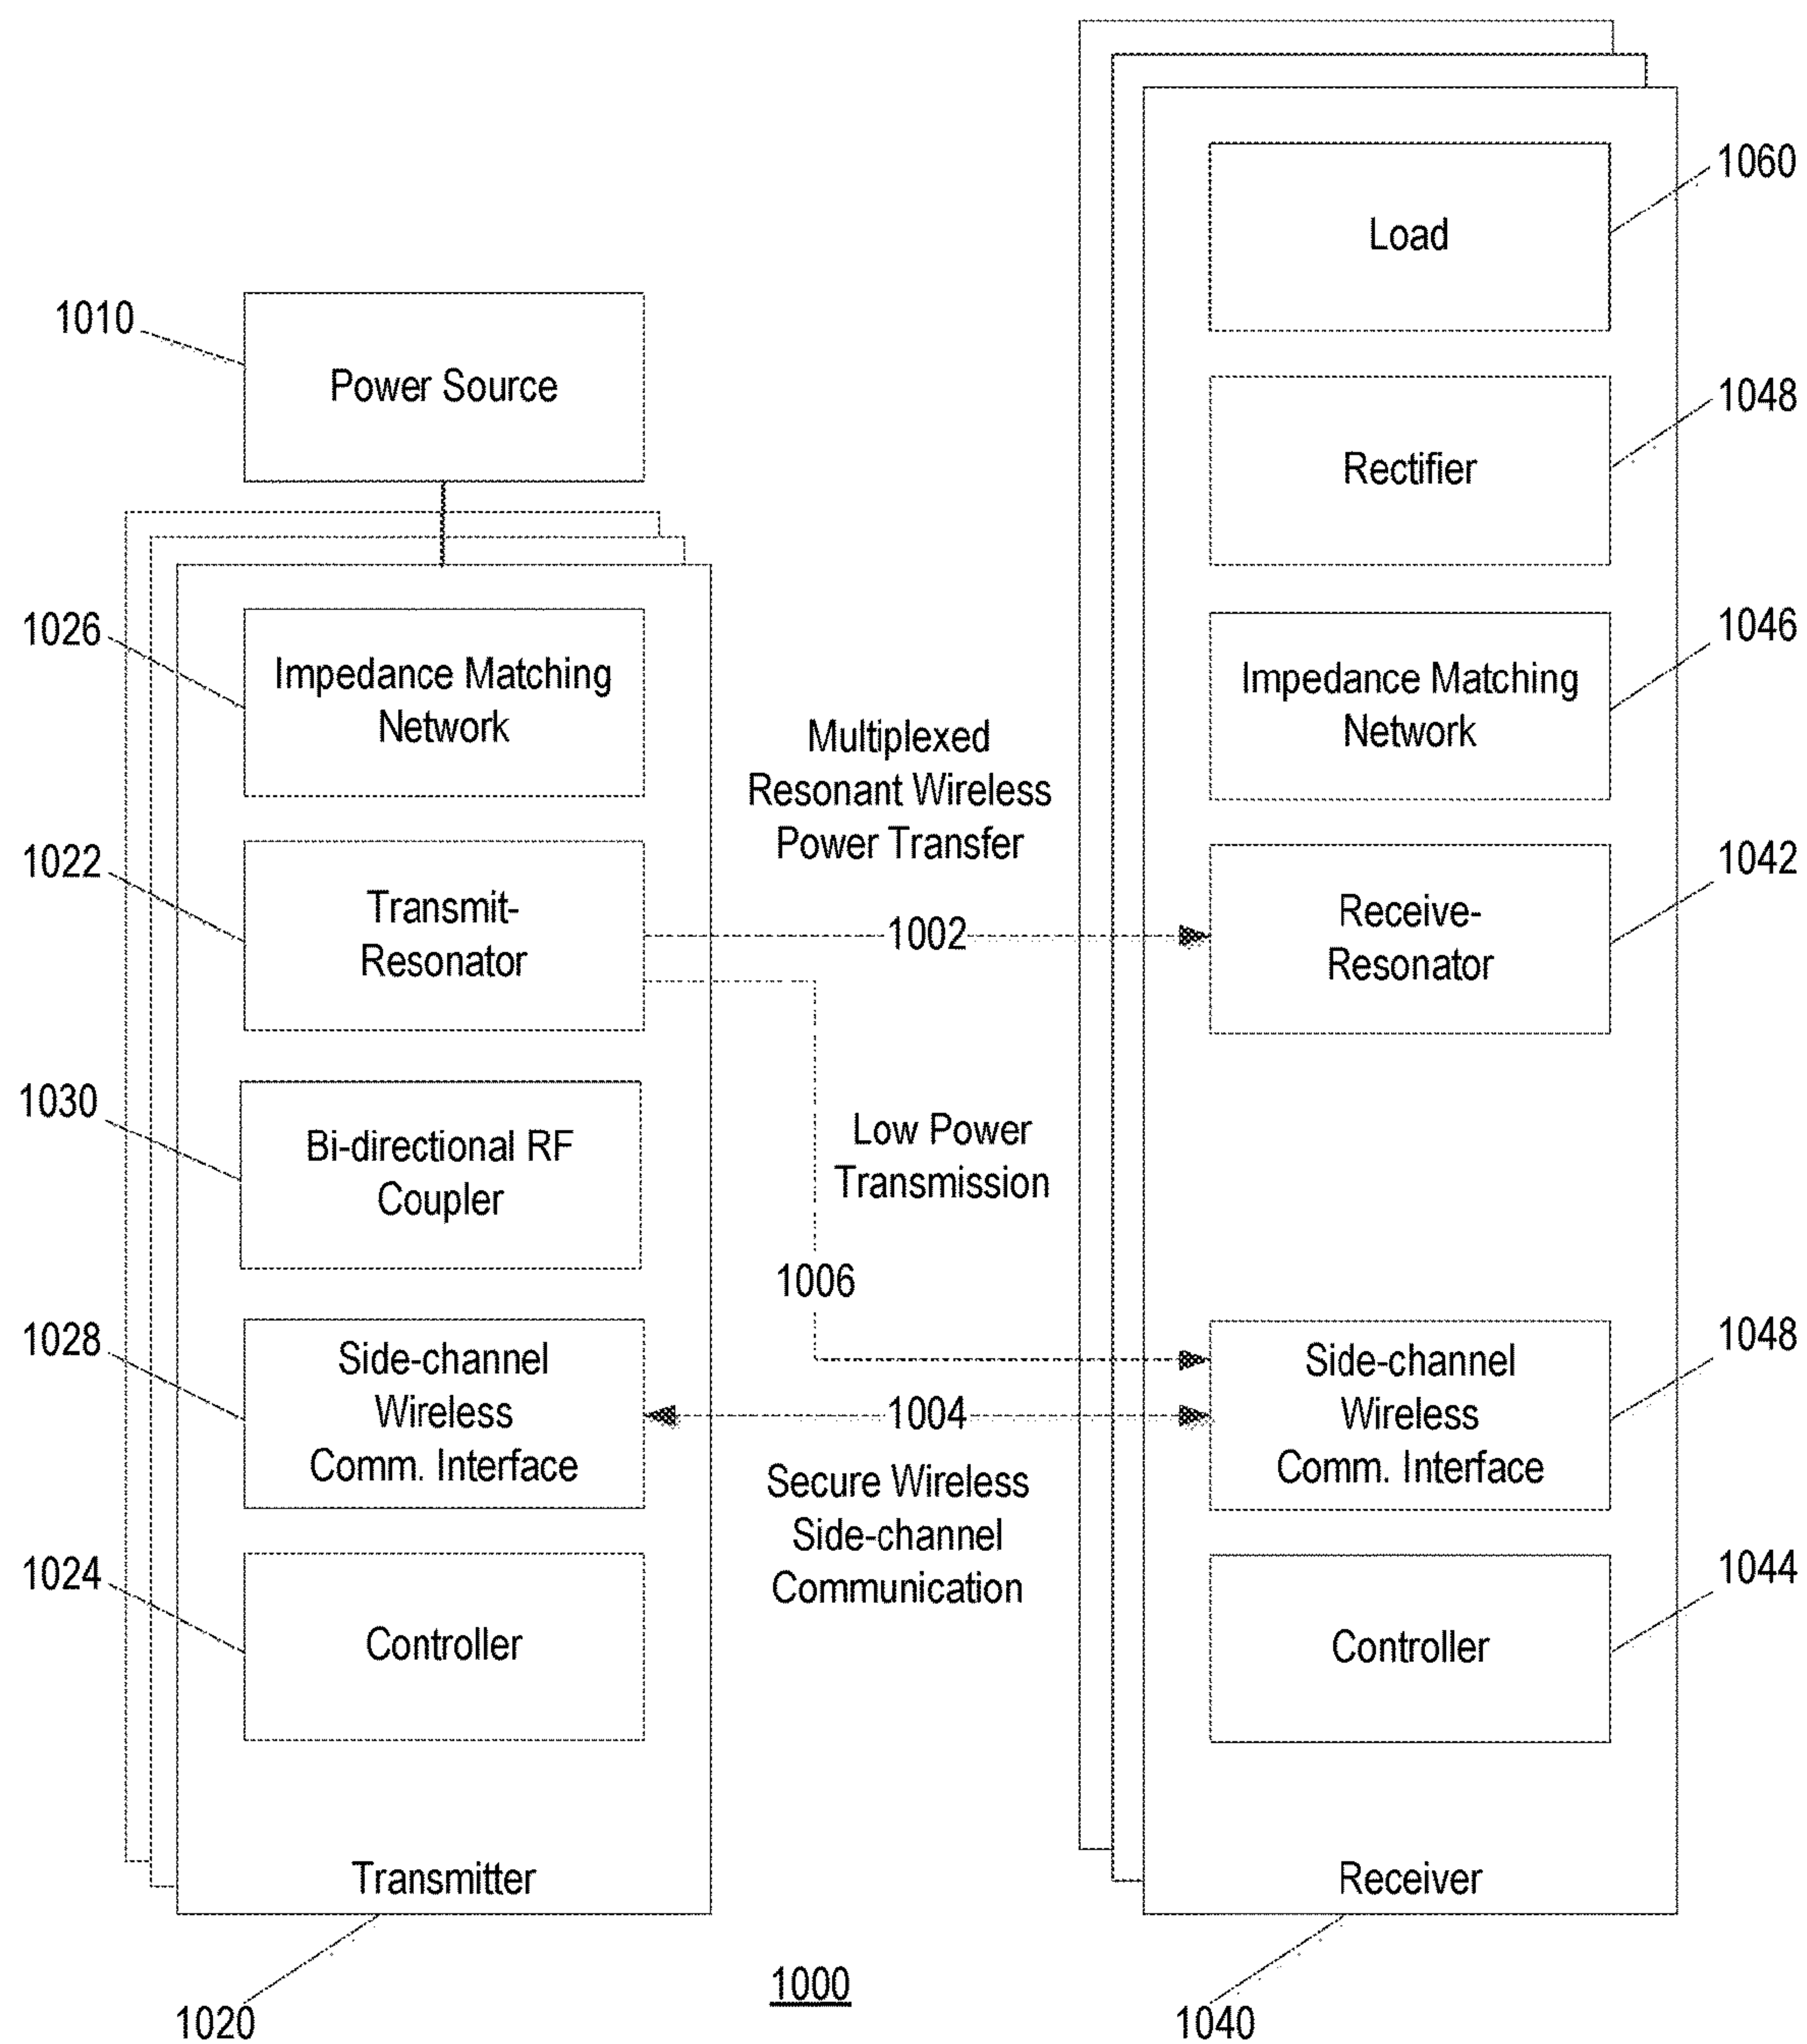 1060
Load
1010
Power Source
1048
Rectifier
1026
Impedance Matching
Network
1046
Impedance Matching
Network
Multiplexed
Resonant Wireless
Power Transfer
1022
Transmit-
Resonator
1002
1042
Receive-
Resonator
1030
Bi-directional RF
Coupler
Low Power
Transmission
1006
1028
Side-channel
Wireless
Comm. Interface
1004
1048
Side-channel
Wireless
Comm. Interface
Secure Wireless
Side-channel
Communication
1024
Controller
1044
Controller
Transmitter
Receiver
1000
1020
1040